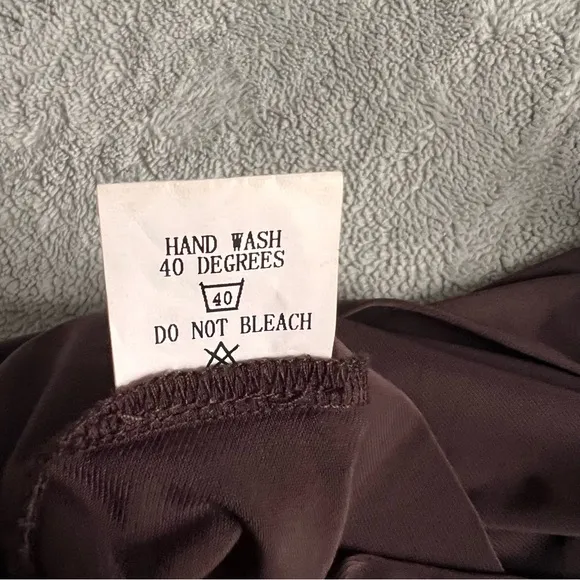 HAND WASH
40 DEGREES
40
DO NOT BLEACH